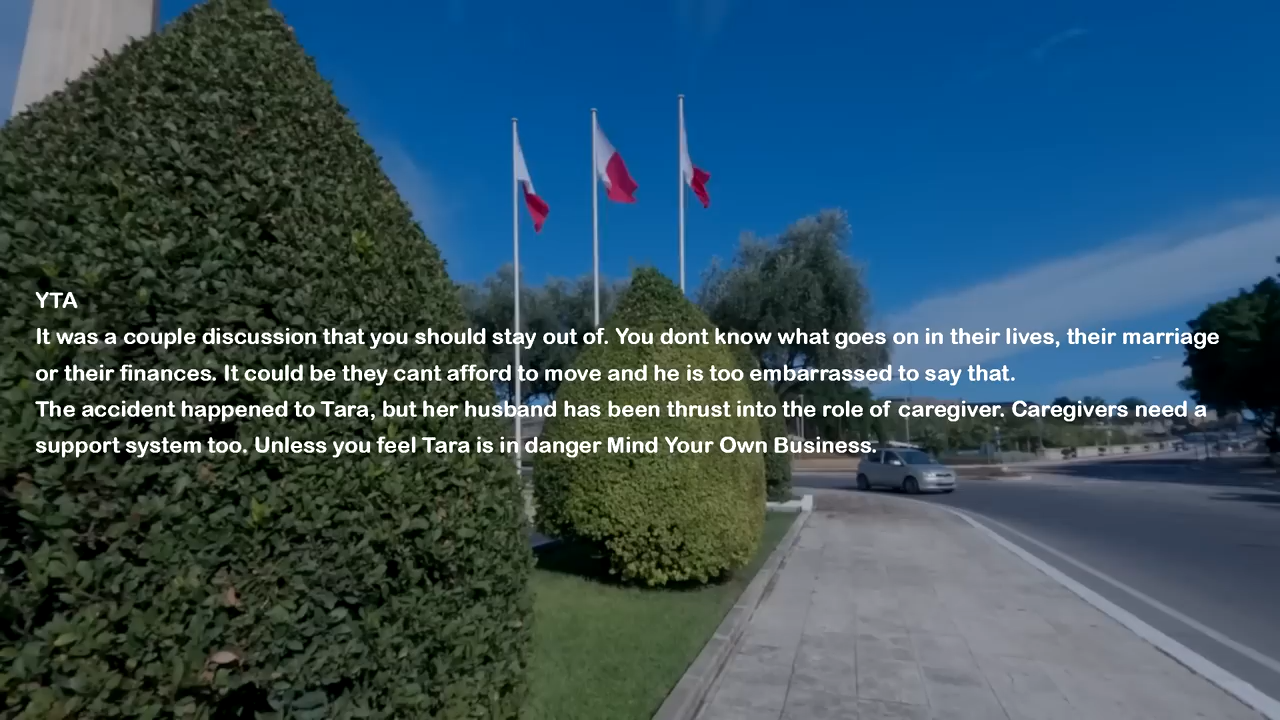 YTA
It was a couple discussion that you should stay out of. You dont know what goes on in their lives, their marriage
or their finances. It could be they cant afford to move and he is too embarrassed to say that.
The accident happened to Tara, but her husband has been thrust into the role of caregiver. Caregivers need a
support system too. Unless you feel Tara is in danger Mind Your Own Business.